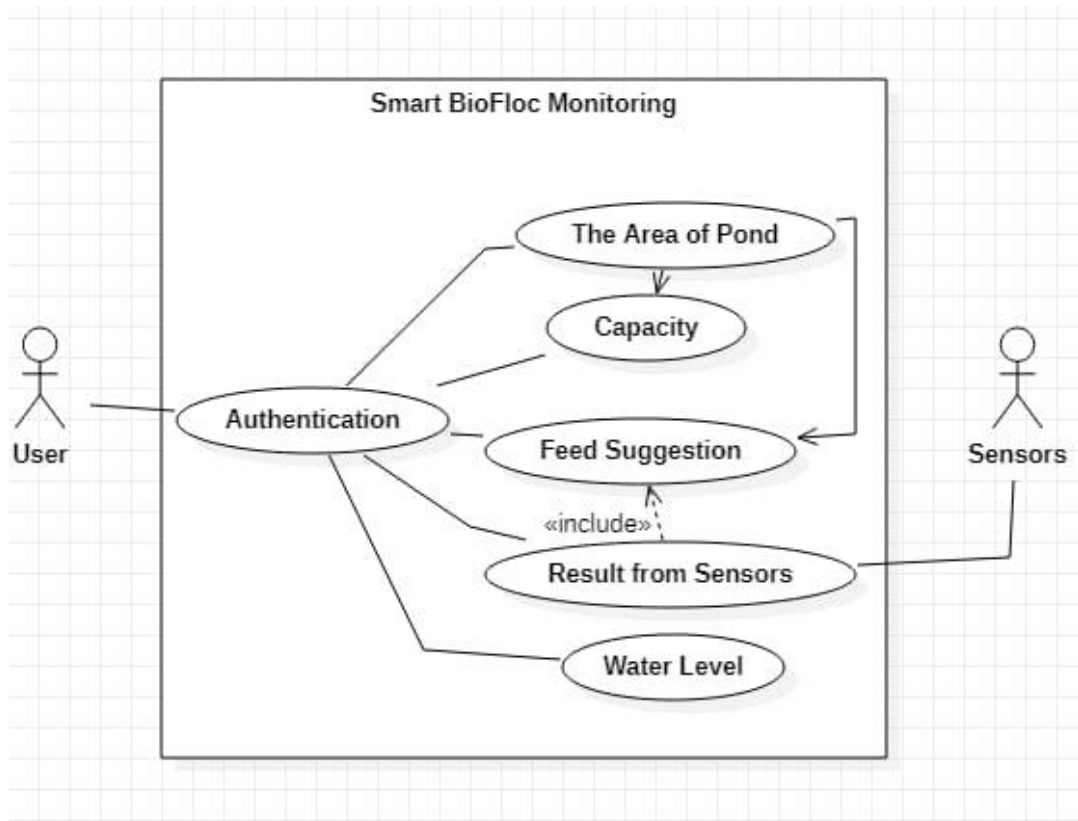 Smart BioFloc Monitoring
The Area of Pond
Capacity
Authentication
User
Feed Suggestion
Sensors
«include»
Result from Sensors
Water Level